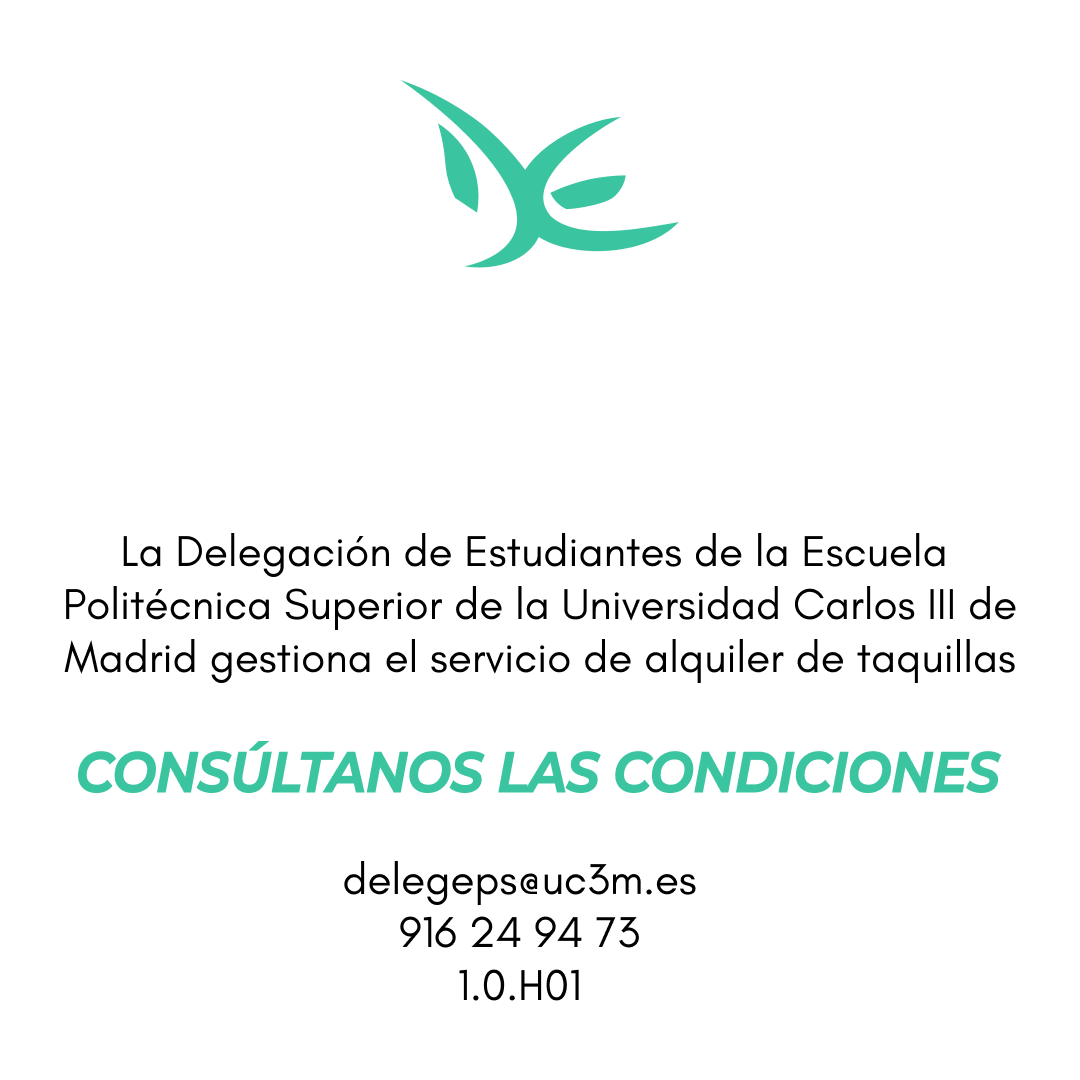 La Delegación de Estudiantes de la Escuela
Politécnica Superior de la Universidad Carlos III de
Madrid gestiona el servicio de alquiler de taquillas
CONSÚLTANOS LAS CONDICIONES
delegeps@uc3m.es
916 24 94 73
1.0.H01